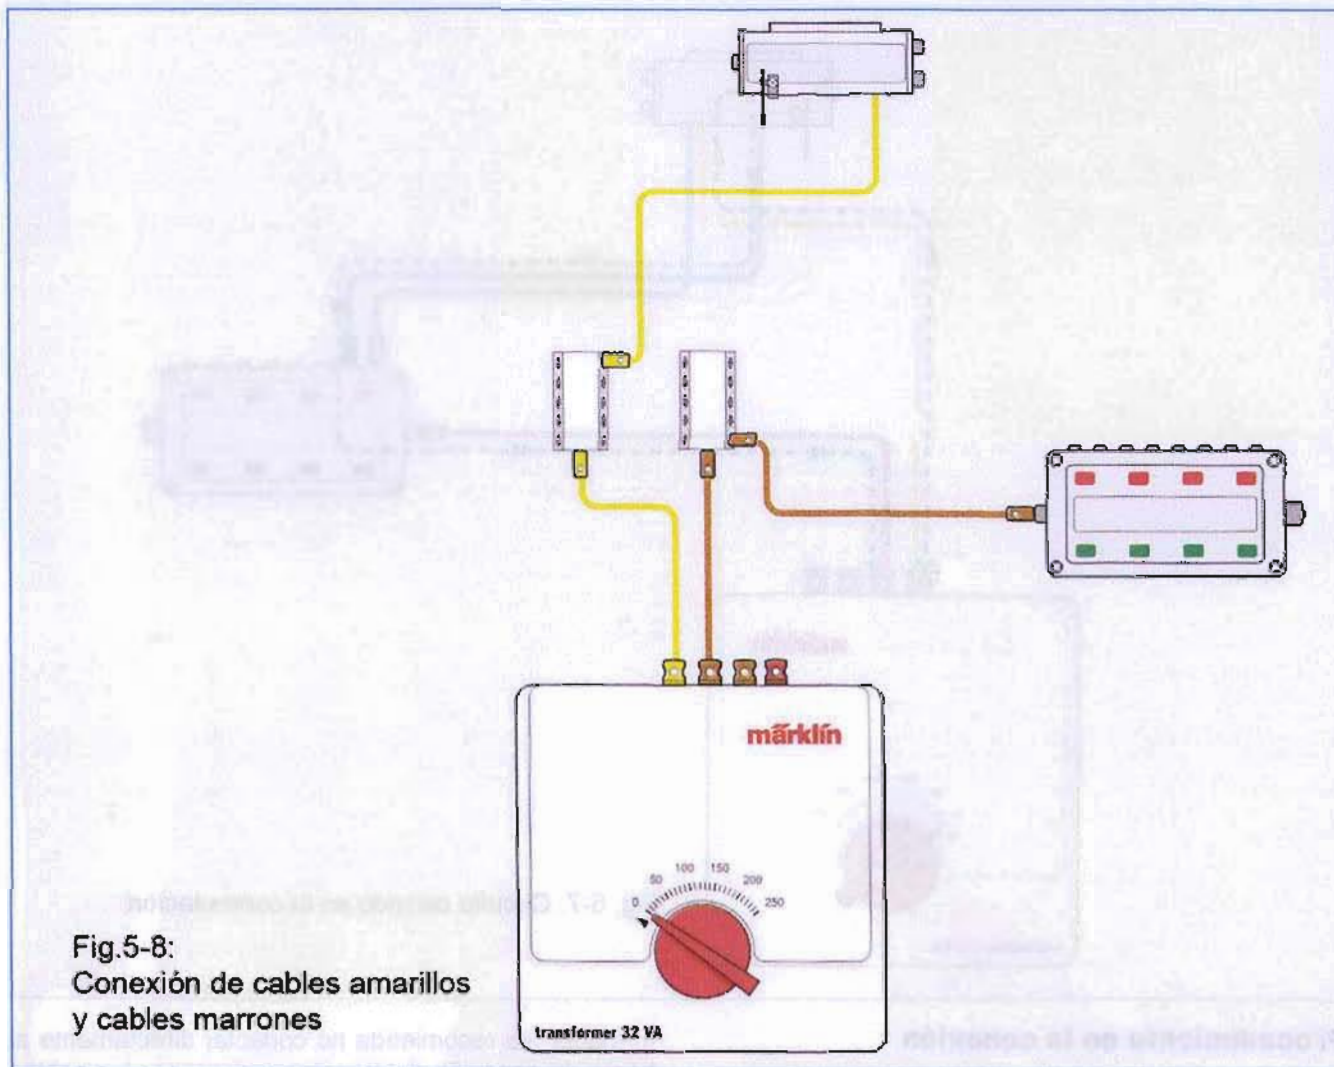 märklin
0 50 100 150 200 250
Fig.5-8:
Conexión de cables amarillos
y cables marrones
transformer 32 VA